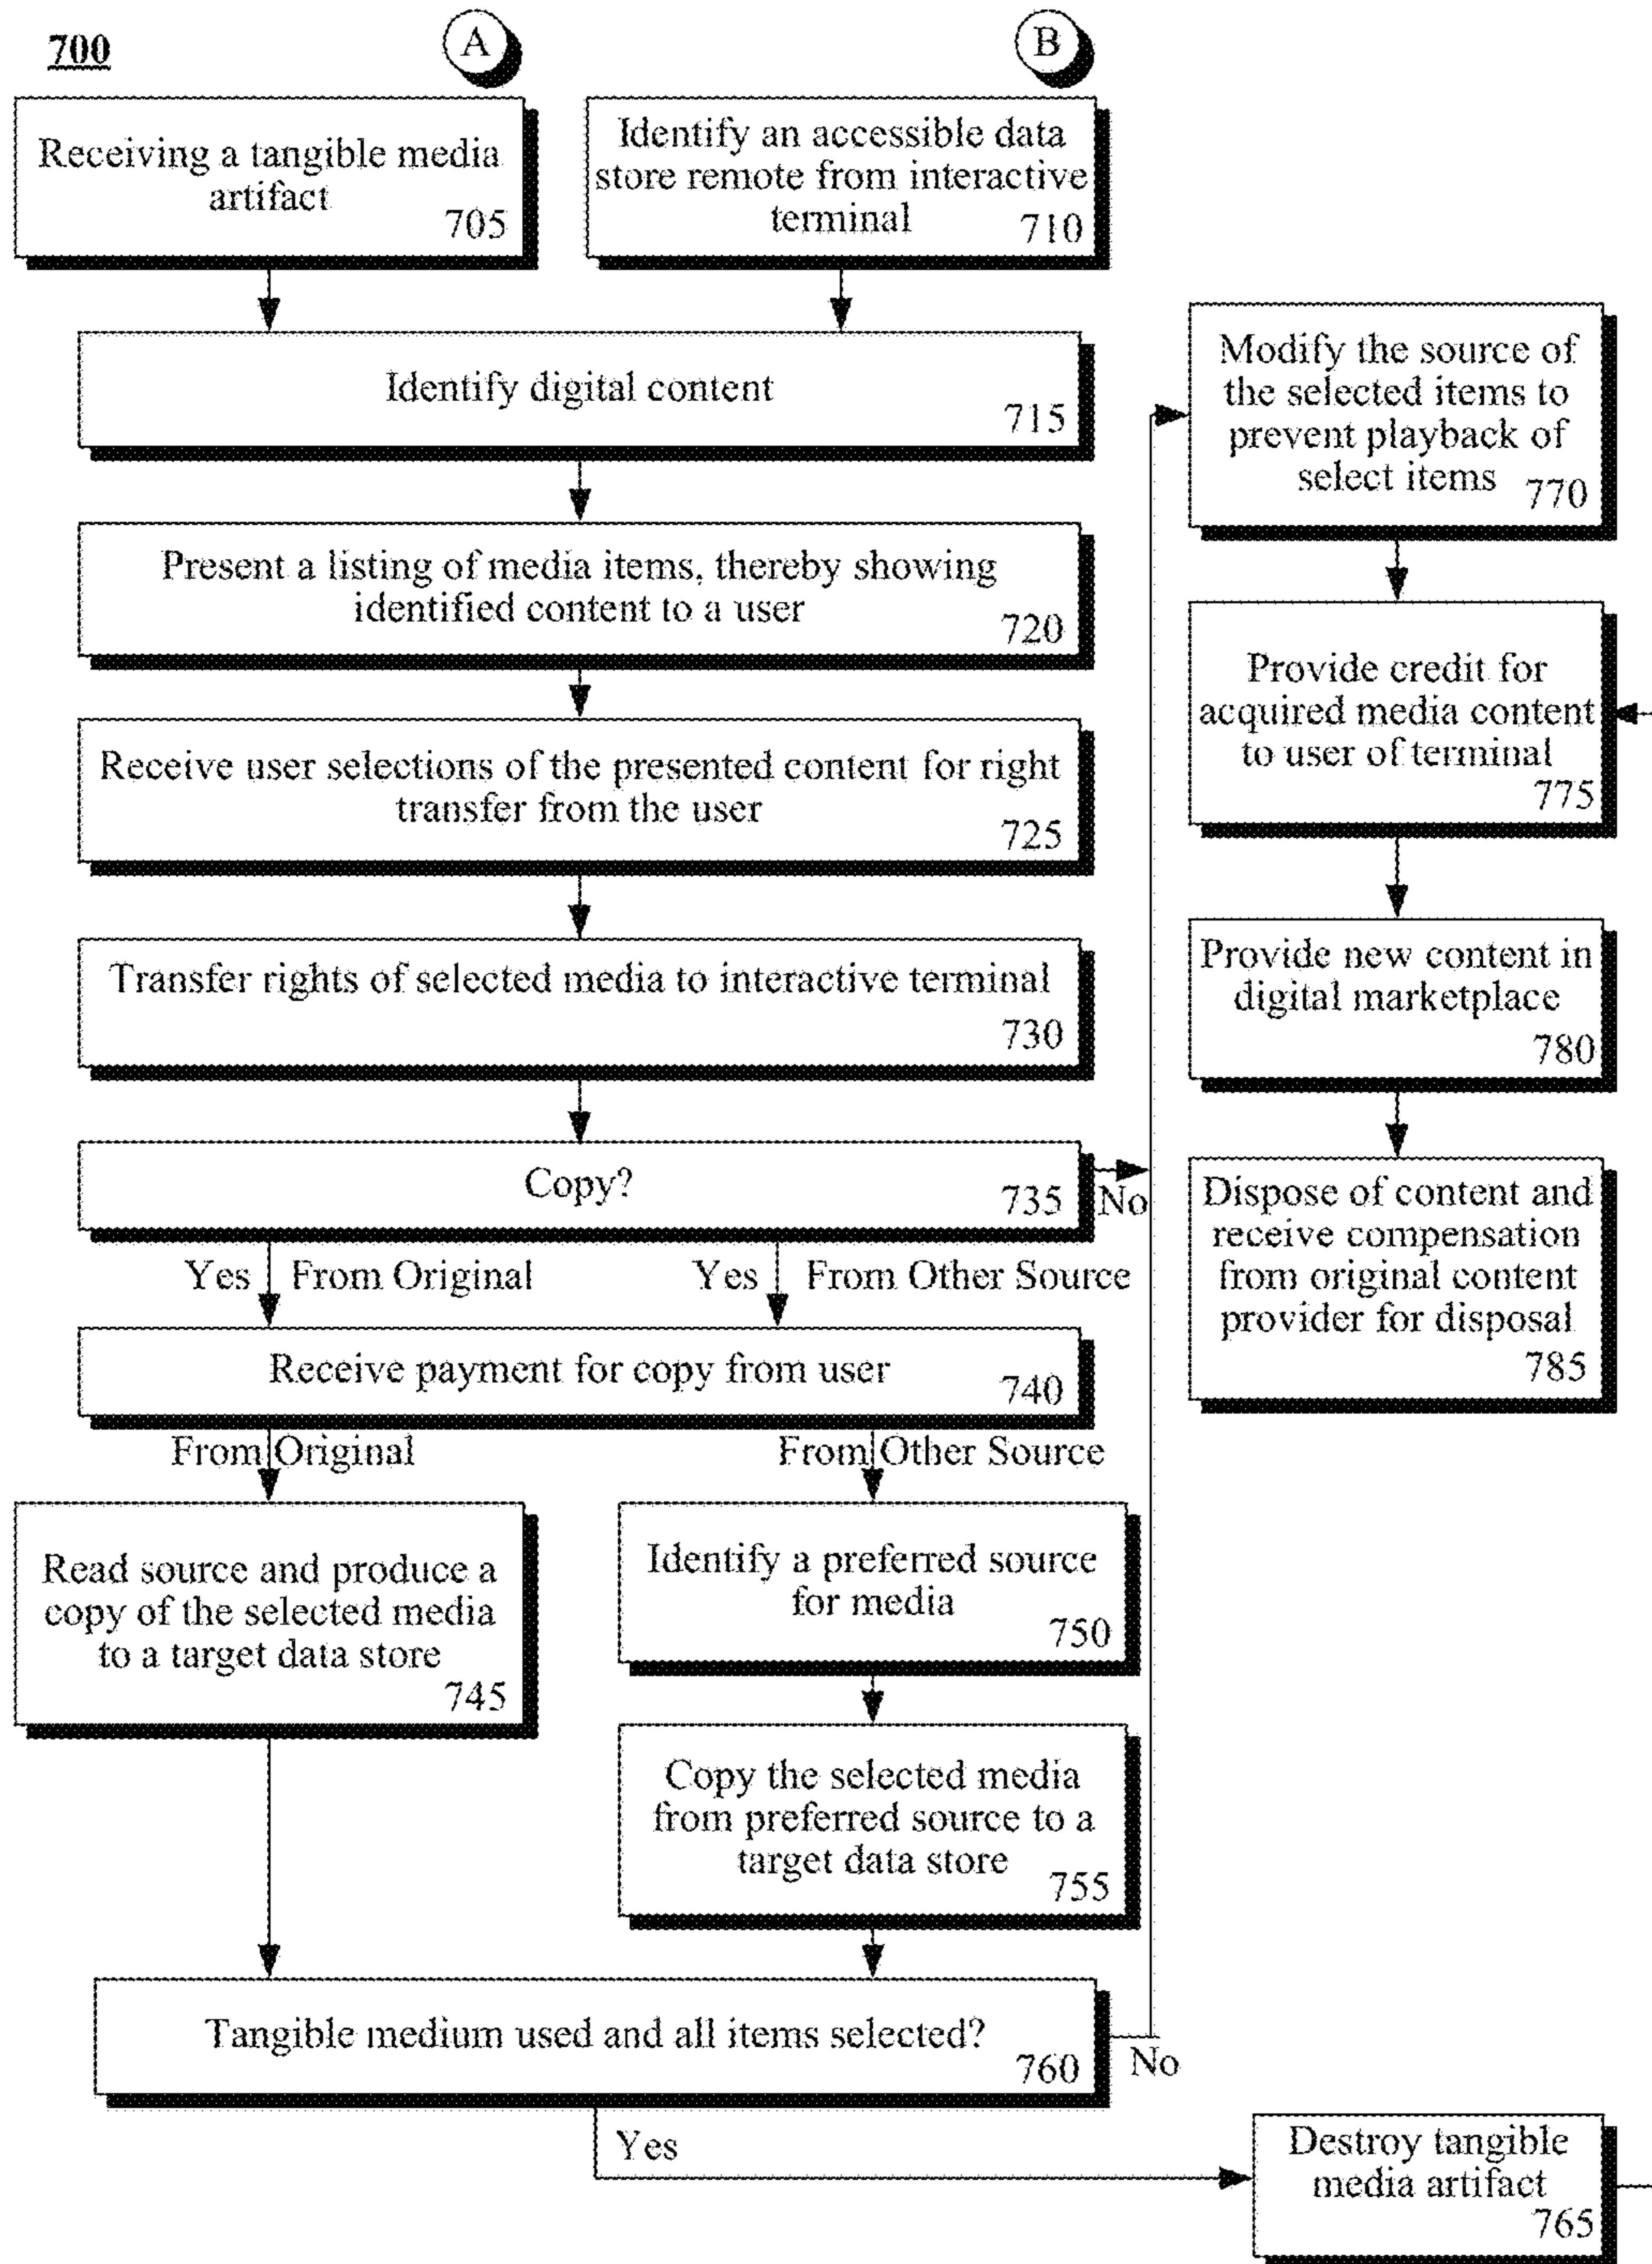 700
A
B
Receiving a tangible media
artifact
705
Identify an accessible data
store remote from interactive
terminal
710
Identify digital content
715
Present a listing of media items, thereby showing
identified content to a user
720
Receive user selections of the presented content for right
transfer from the user
725
Transfer rights of selected media to interactive terminal
730
Copy?
735
No
Yes From Original
Yes From Other Source
Receive payment for copy from user
740
From Original
From Other Source
Read source and produce a
copy of the selected media
to a target data store
745
Identify a preferred source
for media
750
Copy the selected media
from preferred source to a
target data store
755
Tangible medium used and all items selected?
760
No
Yes
Destroy tangible
media artifact
765
Modify the source of
the selected items to
prevent playback of
select items
770
Provide credit for
acquired media content
to user of terminal
775
Provide new content in
digital marketplace
780
Dispose of content and
receive compensation
from original content
provider for disposal
785